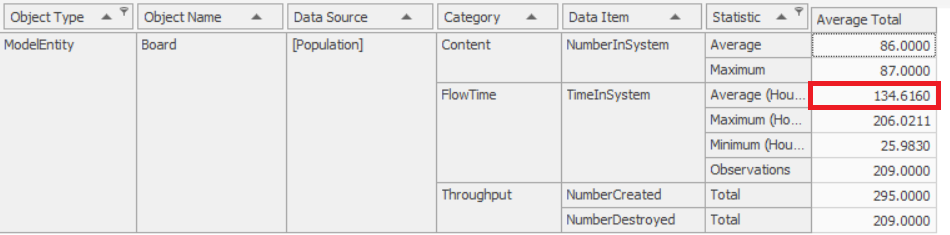 Object Type Object Name Data Source Category Data Item Statistic Average Total
ModelEntity Board [Population] Content NumberInSystem Average 86.0000
Maximum 87.0000
FlowTime TimeInSystem Average (Hou... 134.6160
Maximum (Ho... 206.0211
Minimum (Hou... 25.9830
Observations 209.0000
Throughput NumberCreated Total 295.0000
NumberDestroyed Total 209.0000